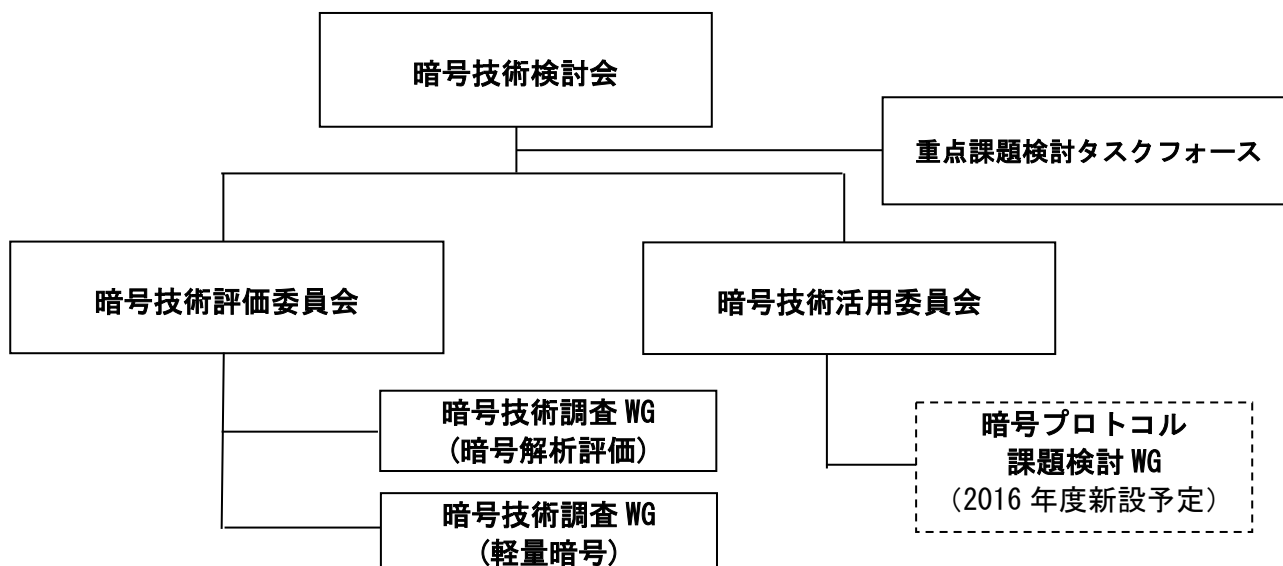 暗号技術検討会
重点課題検討タスクフォース
暗号技術評価委員会
暗号技術活用委員会
暗号技術調査 WG
(暗号解析評価)
暗号技術調査 WG
(軽量暗号)
暗号プロトコル
課題検討 WG
(2016 年度新設予定)